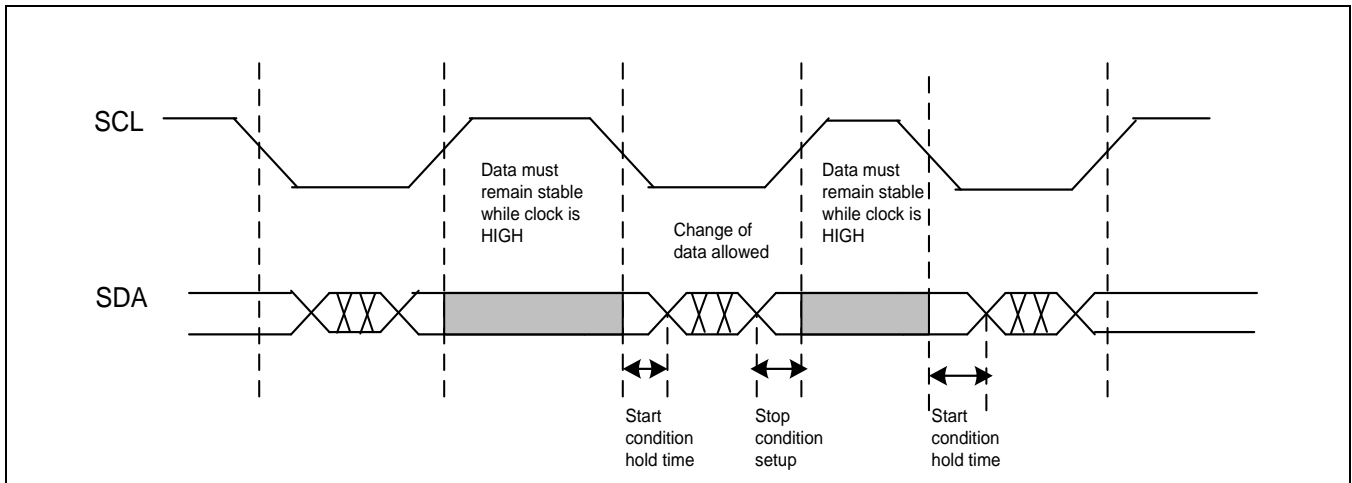 SCL
Data must
remain stable
while clock is
HIGH
Change of
data allowed
Data must
remain stable
while clock is
HIGH
SDA
Start
condition
hold time
Stop
condition
setup
Start
condition
hold time